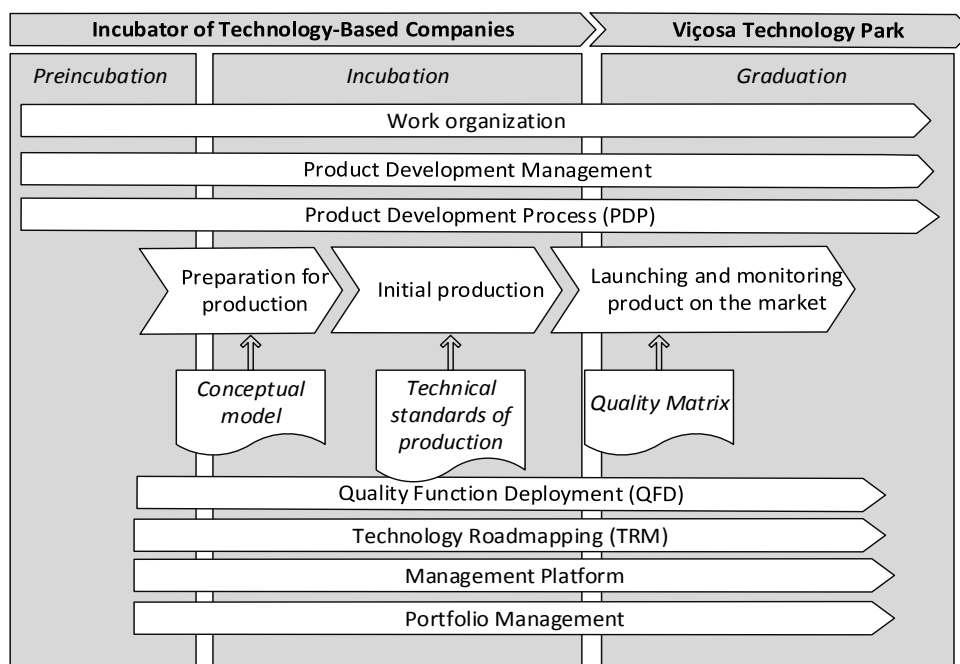 Incubator of Technology-Based Companies
Viçosa Technology Park
Preincubation
Incubation
Graduation
Work organization
Product Development Management
Product Development Process (PDP)
Preparation for
production
Initial production
Launching and monitoring
product on the market
Conceptual
model
Technical
standards of
production
Quality Matrix
Quality Function Deployment (QFD)
Technology Roadmapping (TRM)
Management Platform
Portfolio Management